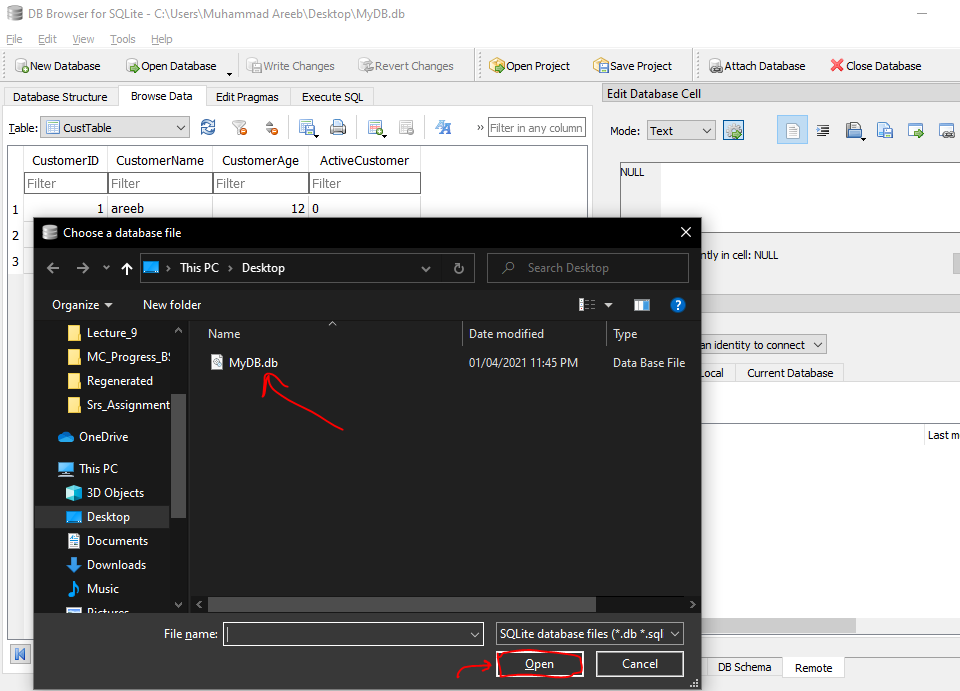 DB Browser for SQLite - C:\Users\Muhammad Areeb\Desktop\MyDB.db
File Edit View Tools Help
New Database Open Database Write Changes Revert Changes Open Project Save Project Attach Database Close Database
Database Structure Browse Data Edit Pragmas Execute SQL
Edit Database Cell
Table: CustTable » Filter in any column
Mode: Text
CustomerID CustomerName CustomerAge ActiveCustomer
Filter Filter Filter Filter
NULL
1 1 areeb 12 0
2
3
Choose a database file
ntly in cell: NULL
This PC › Desktop
Search Desktop
Organize New folder
?
Name Date modified Type
Lecture_9
MC_Progress_BS
Regenerated
Srs_Assignment
MyDB.db 01/04/2021 11:45 PM Data Base File
an identity to connect
Local Current Database
Last m
OneDrive
This PC
3D Objects
Desktop
Documents
Downloads
Music
Pictures
File name: SQLite database files (*.db *.sql
Open Cancel
DB Schema Remote